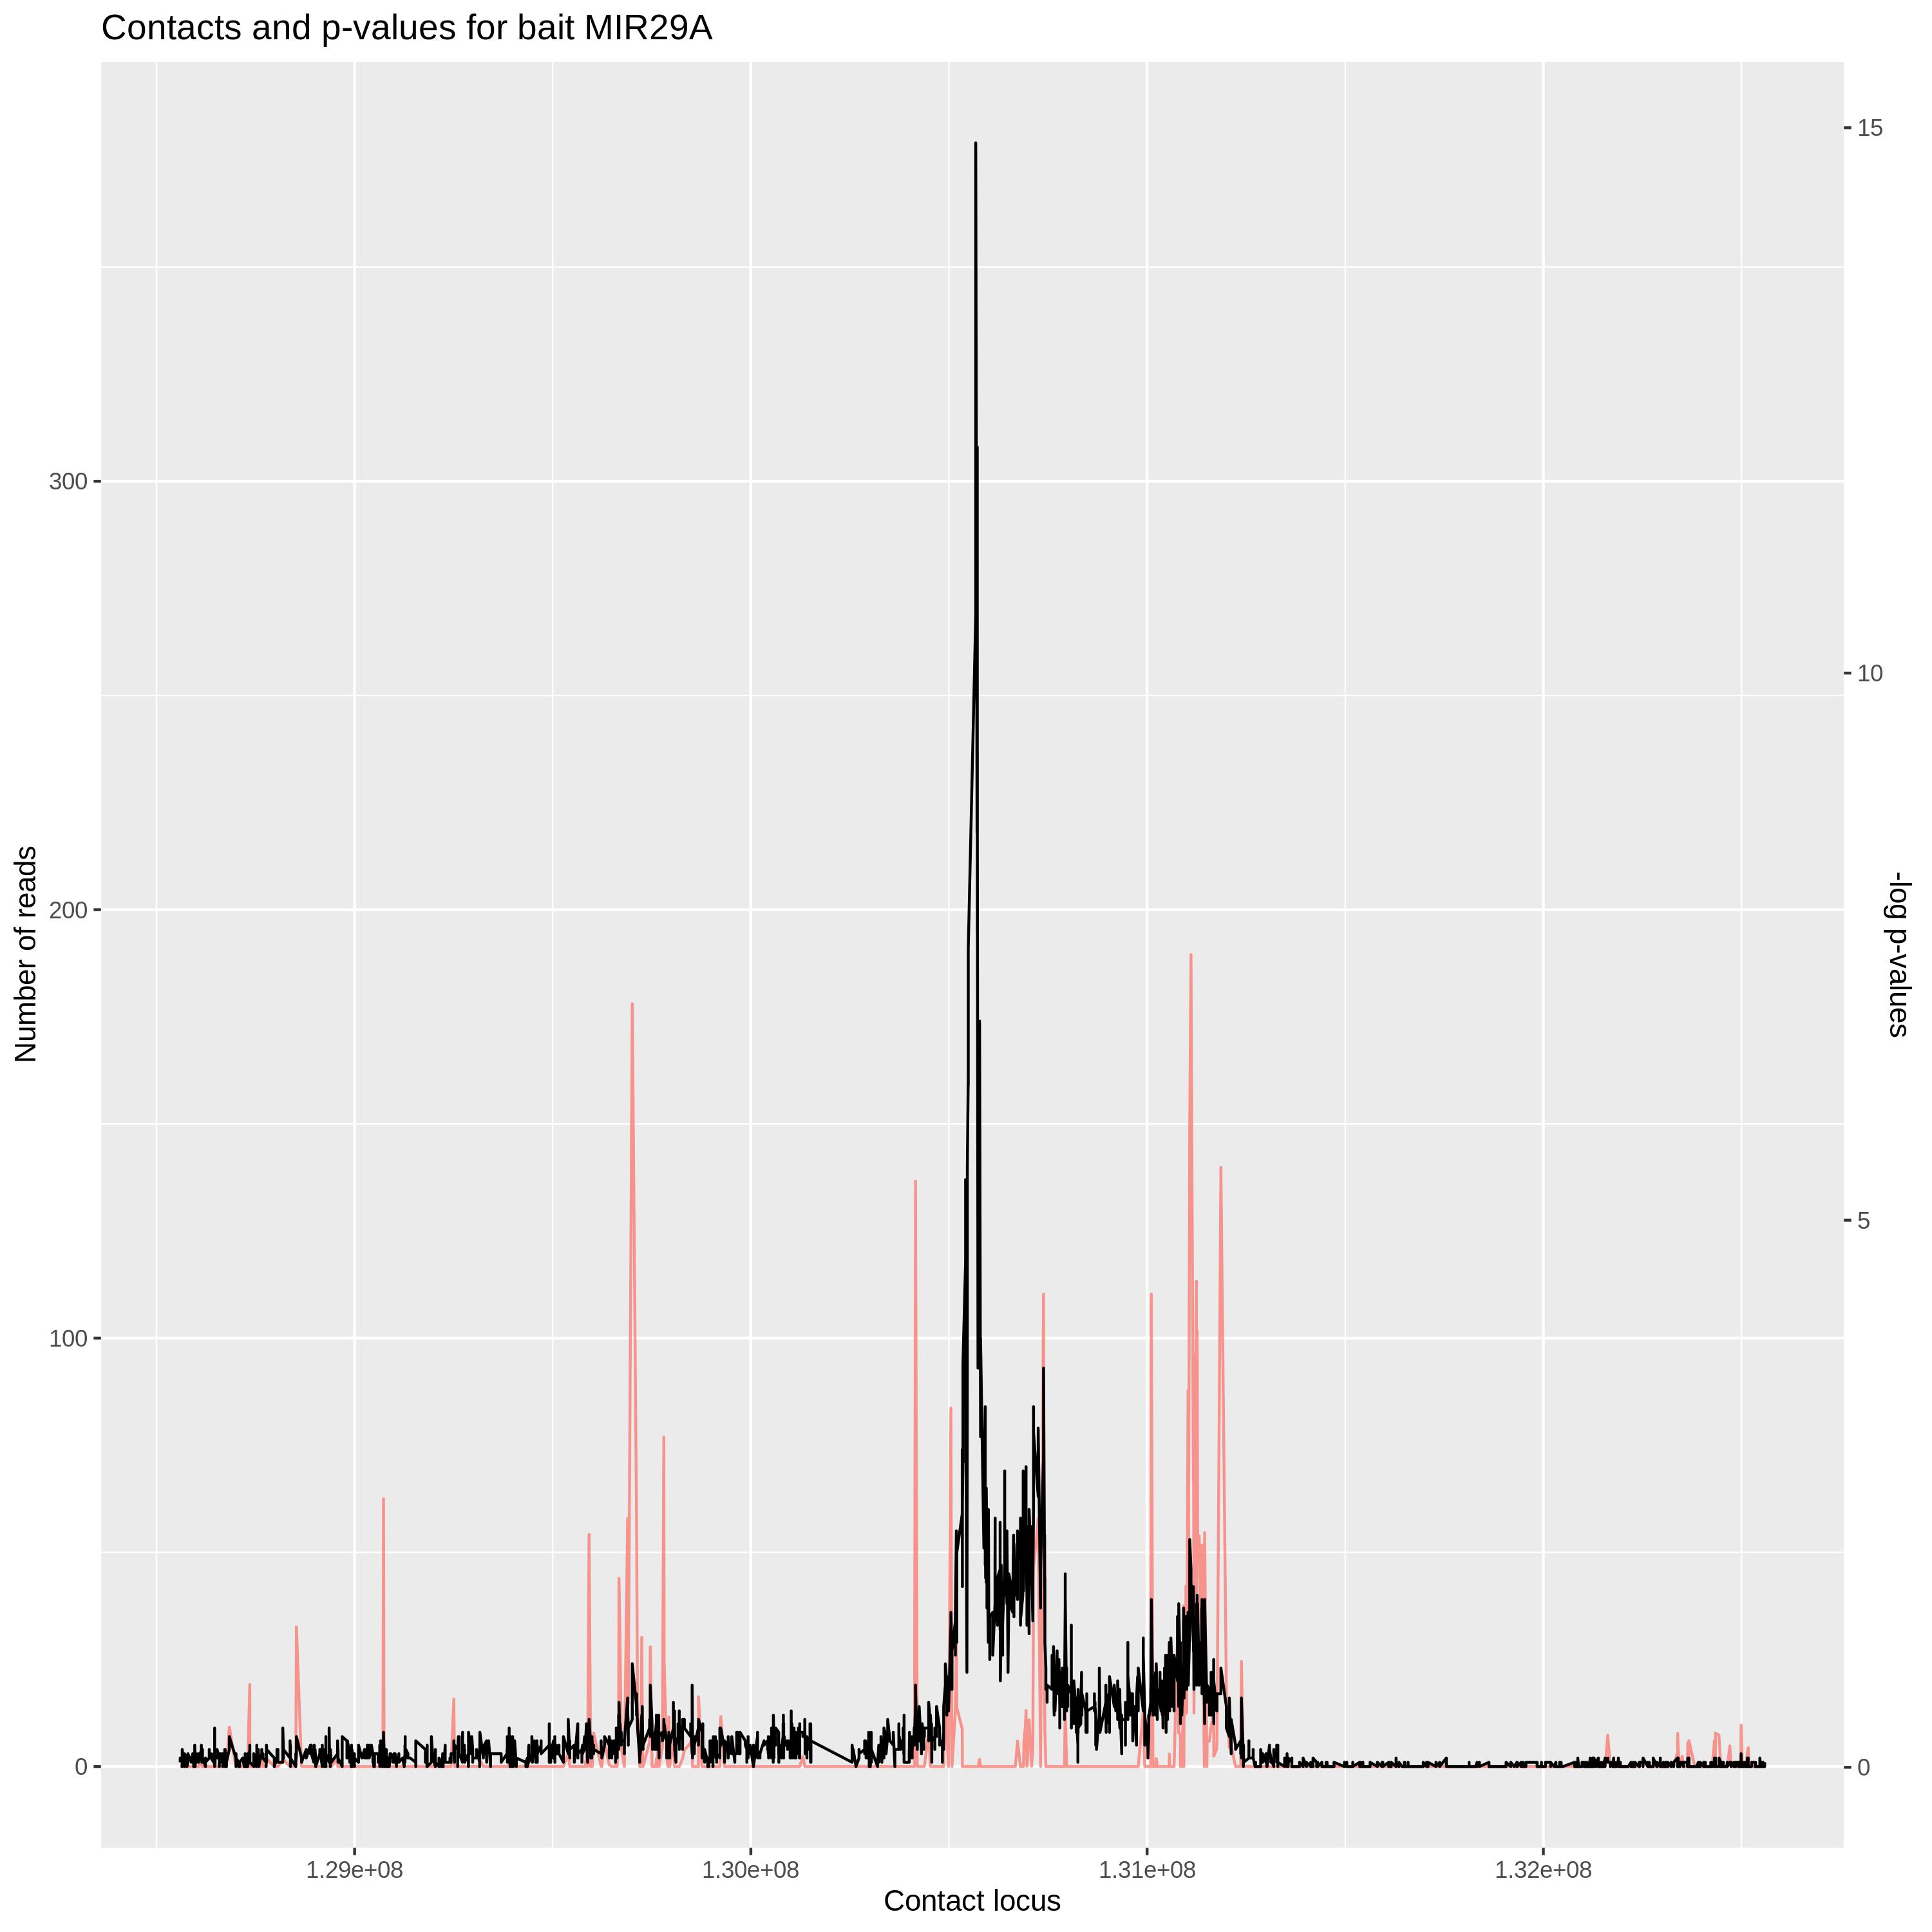 Contacts and p-values for bait MIR29A
15
300
10
200
Number of reads
-log p-values
5
100
0
0
1.29e+08
1.30e+08
1.31e+08
1.32e+08
Contact locus